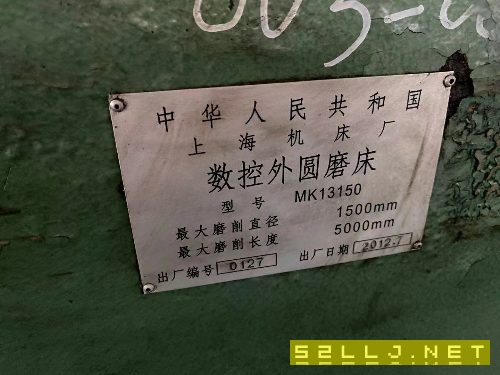 003-
中华人民共和国
上海机床厂
数控外圆磨床
型号 MK13150
最大磨削直径 1500mm
最大磨削长度 5000mm
出厂编号 0127 出厂日期 2012.7
52LLJ.NET